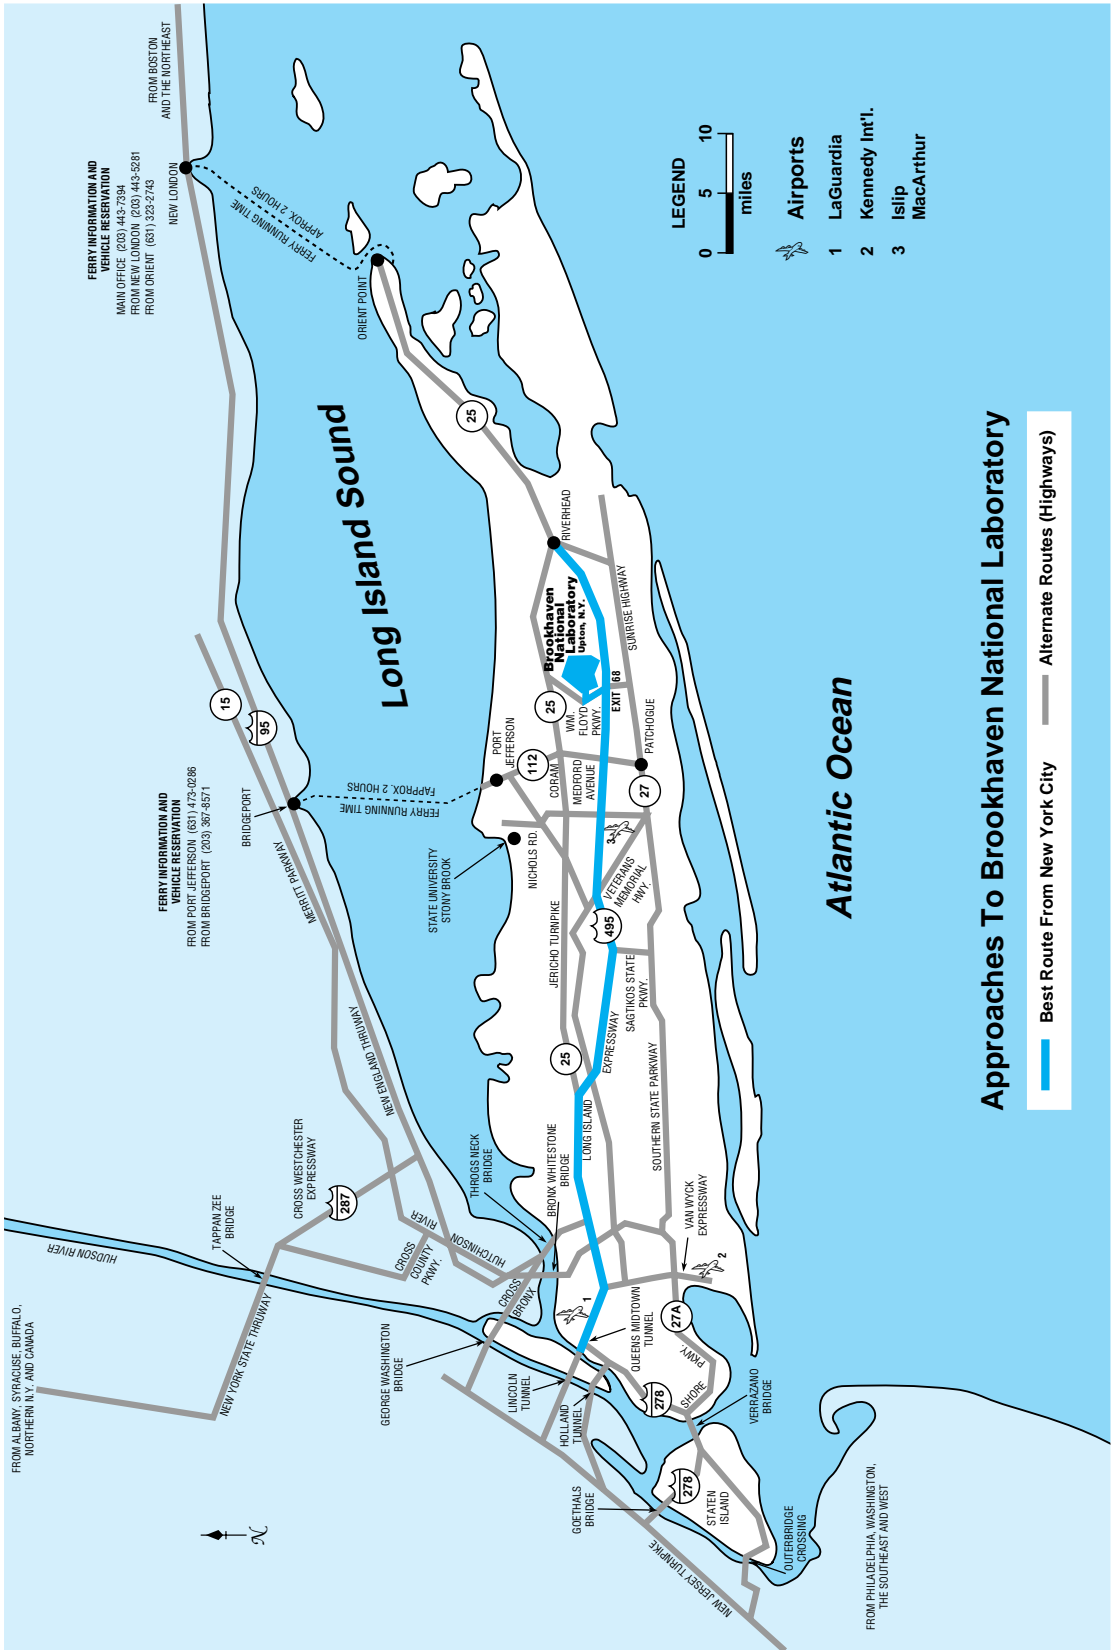 FROM ALBANY, SYRACUSE, BUFFALO,
NORTHERN N.Y. AND CANADA
HUDSON RIVER
TAPPAN ZEE
BRIDGE
NEW YORK STATE THRUWAY
CROSS WESTCHESTER
EXPRESSWAY
287
CROSS
COUNTY
PKWY.
HUTCHINSON
RIVER
CROSS
BRONX
GEORGE WASHINGTON
BRIDGE
THROGS NECK
BRIDGE
BRONX WHITESTONE
BRIDGE
NEW ENGLAND THRUWAY
MERRITT PARKWAY
15
95
FERRY INFORMATION AND
VEHICLE RESERVATION
FROM PORT JEFFERSON (631) 473-0286
FROM BRIDGEPORT (203) 367-8571
BRIDGEPORT
FERRY RUNNING TIME
FAPPROX. 2 HOURS
FERRY INFORMATION AND
VEHICLE RESERVATION
MAIN OFFICE (203) 443-7394
FROM NEW LONDON (203) 443-5281
FROM ORIENT (631) 323-2743
FROM BOSTON
AND THE NORTHEAST
NEW LONDON
FERRY RUNNING TIME
APPROX. 2 HOURS
ORIENT POINT
Long Island Sound
25
RIVERHEAD
Brookhaven
National
Laboratory
Upton, N.Y.
25
WM.
FLOYD
PKWY.
EXIT 68
SUNRISE HIGHWAY
PORT
JEFFERSON
112
CORAM
MEDFORD
AVENUE
PATCHOGUE
27
STATE UNIVERSITY
STONY BROOK
NICHOLS RD.
3
VETERANS
MEMORIAL
HWY.
495
JERICHO TURNPIKE
SAGTIKOS STATE
PKWY.
25
LONG ISLAND
EXPRESSWAY
SOUTHERN STATE PARKWAY
VAN WYCK
EXPRESSWAY
2
1
QUEENS MIDTOWN
TUNNEL
27A
LINCOLN
TUNNEL
HOLLAND
TUNNEL
278
SHORE
PKWY.
VERRAZANO
BRIDGE
GOETHALS
BRIDGE
278
STATEN
ISLAND
OUTERBRIDGE
CROSSING
NEW JERSEY TURNPIKE
FROM PHILADELPHIA, WASHINGTON,
THE SOUTHEAST AND WEST
N
Atlantic Ocean
LEGEND
0 5 10
miles
Airports
1 LaGuardia
2 Kennedy Int'l.
3 Islip
MacArthur
Approaches To Brookhaven National Laboratory
Best Route From New York City
Alternate Routes (Highways)